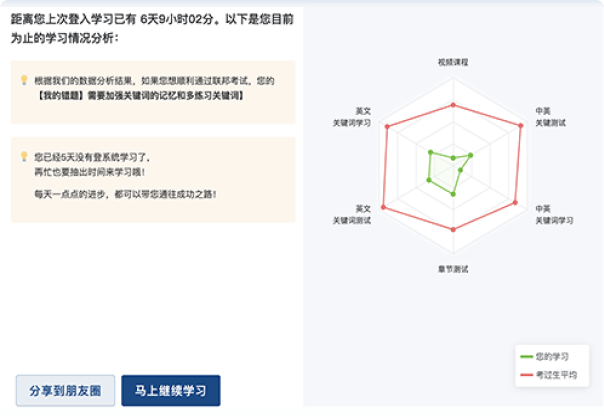 距离您上次登入学习已有 6天9小时02分。以下是您目前
为止的学习情况分析：
根据我们的数据分析结果，如果您想顺利通过联邦考试，您的
【我的错题】需要加强关键词的记忆和多练习关键词】
您已经5天没有登系统学习了，
再忙也要抽出时间来学习哦！
每天一点点的进步，都可以带您通往成功之路！
分享到朋友圈
马上继续学习
视频课程
英文
关键词学习
中英
关键词测试
英文
关键词测试
中英
关键词学习
章节测试
您的学习
考过生平均